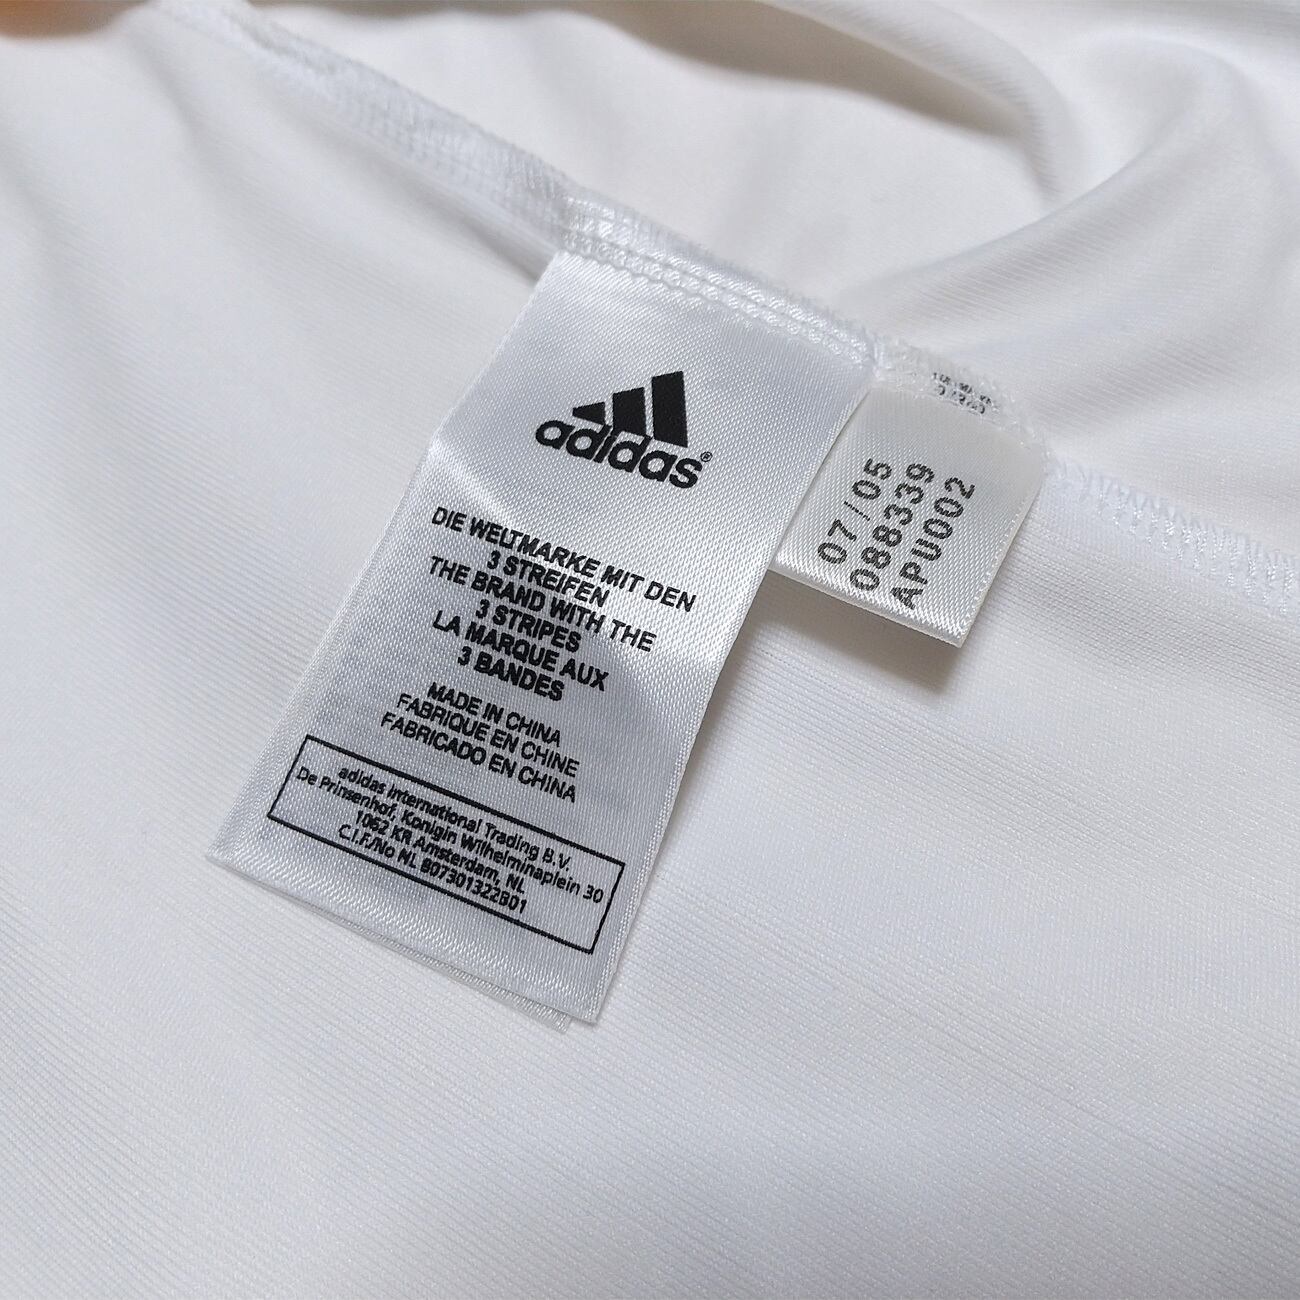 adidas®
DIE WELTMARKE MIT DEN
3 STREIFEN
THE BRAND WITH THE
3 STRIPES
LA MARQUE AUX
3 BANDES
MADE IN CHINA
FABRIQUE EN CHINE
FABRICADO EN CHINA
adidas International Trading B.V.
De Prinsenhof, Konigin Wilhelminaplein 30
1062 KR Amsterdam, NL
C.I.F./No NL 807301322B01
07/05
088339
APU002